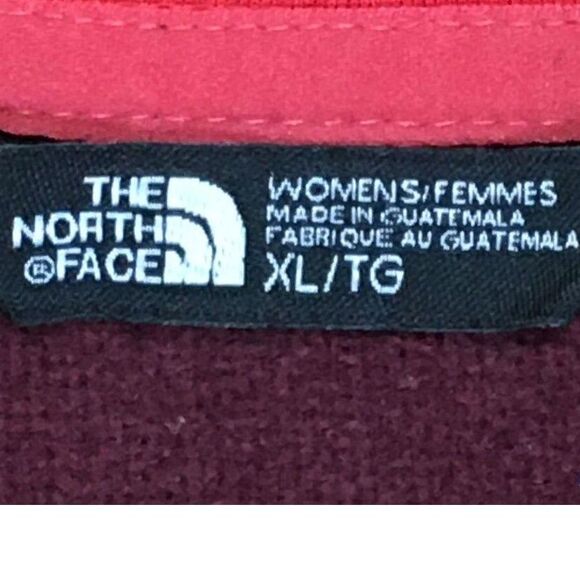 THE
NORTH
®FACE
WOMENS/FEMMES
MADE IN GUATEMALA
FABRIQUE AU GUATEMALA
XL/TG